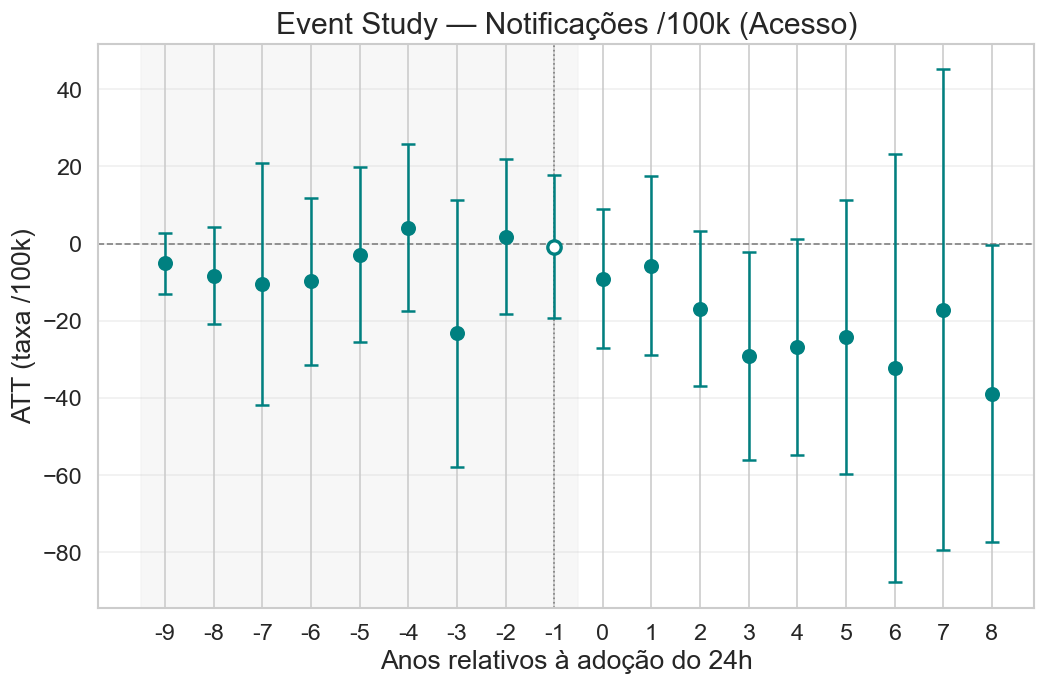 Event Study — Notificações /100k (Acesso)
ATT (taxa /100k)
40
20
0
−20
−40
−60
−80
-9 -8 -7 -6 -5 -4 -3 -2 -1 0 1 2 3 4 5 6 7 8
Anos relativos à adoção do 24h